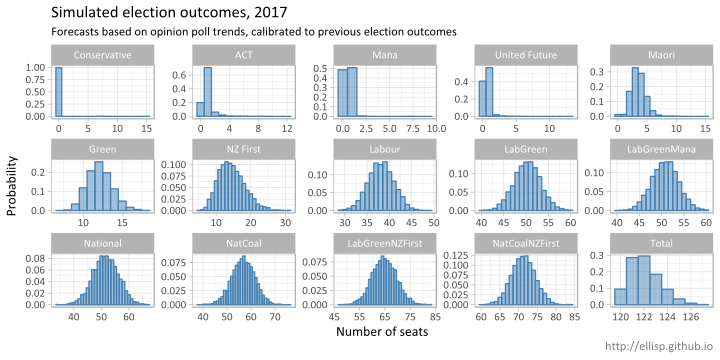 Simulated election outcomes, 2017
Forecasts based on opinion poll trends, calibrated to previous election outcomes
Conservative ACT Mana United Future Maori
1.00 0.75 0.50 0.25 0.00
0.6 0.4 0.2 0.0
0.5 0.4 0.3 0.2 0.1 0.0
0.4 0.2 0.0
0.3 0.2 0.1 0.0
0 5 10 15 0 4 8 12 0.0 2.5 5.0 7.5 10.0 0 5 10 0 5 10 15
Green NZ First Labour LabGreen LabGreenMana
0.2 0.1 0.0
0.100 0.075 0.050 0.025 0.000
0.10 0.05 0.00
0.10 0.05 0.00
0.10 0.05 0.00
10 15 10 20 30 30 35 40 45 50 40 45 50 55 60 40 45 50 55 60
National NatCoal LabGreenNZFirst NatCoalNZFirst Total
0.08 0.06 0.04 0.02 0.00
0.075 0.050 0.025 0.000
0.075 0.050 0.025 0.000
0.125 0.100 0.075 0.050 0.025 0.000
0.3 0.2 0.1 0.0
40 50 60 40 50 60 70 45 55 65 75 85 60 65 70 75 80 85 120 122 124 126
Probability
Number of seats
http://ellisp.github.io